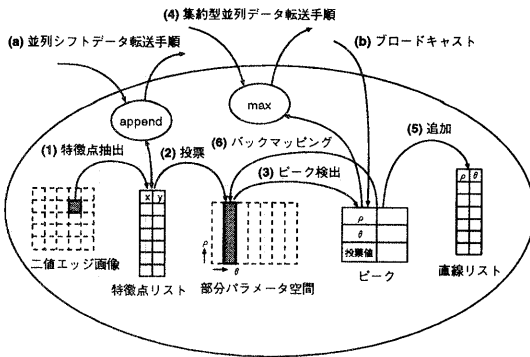 (4) 集約型並列データ転送手順
(a) 並列シフトデータ転送手順
(b) ブロードキャスト
append
max
(1) 特徴点抽出
(2) 投票
(6) バックマッピング
(3) ピーク検出
(5) 追加
x y
ρ θ
ρ
θ
投票値
ρ
θ
二値エッジ画像
特徴点リスト
部分パラメータ空間
ピーク
直線リスト